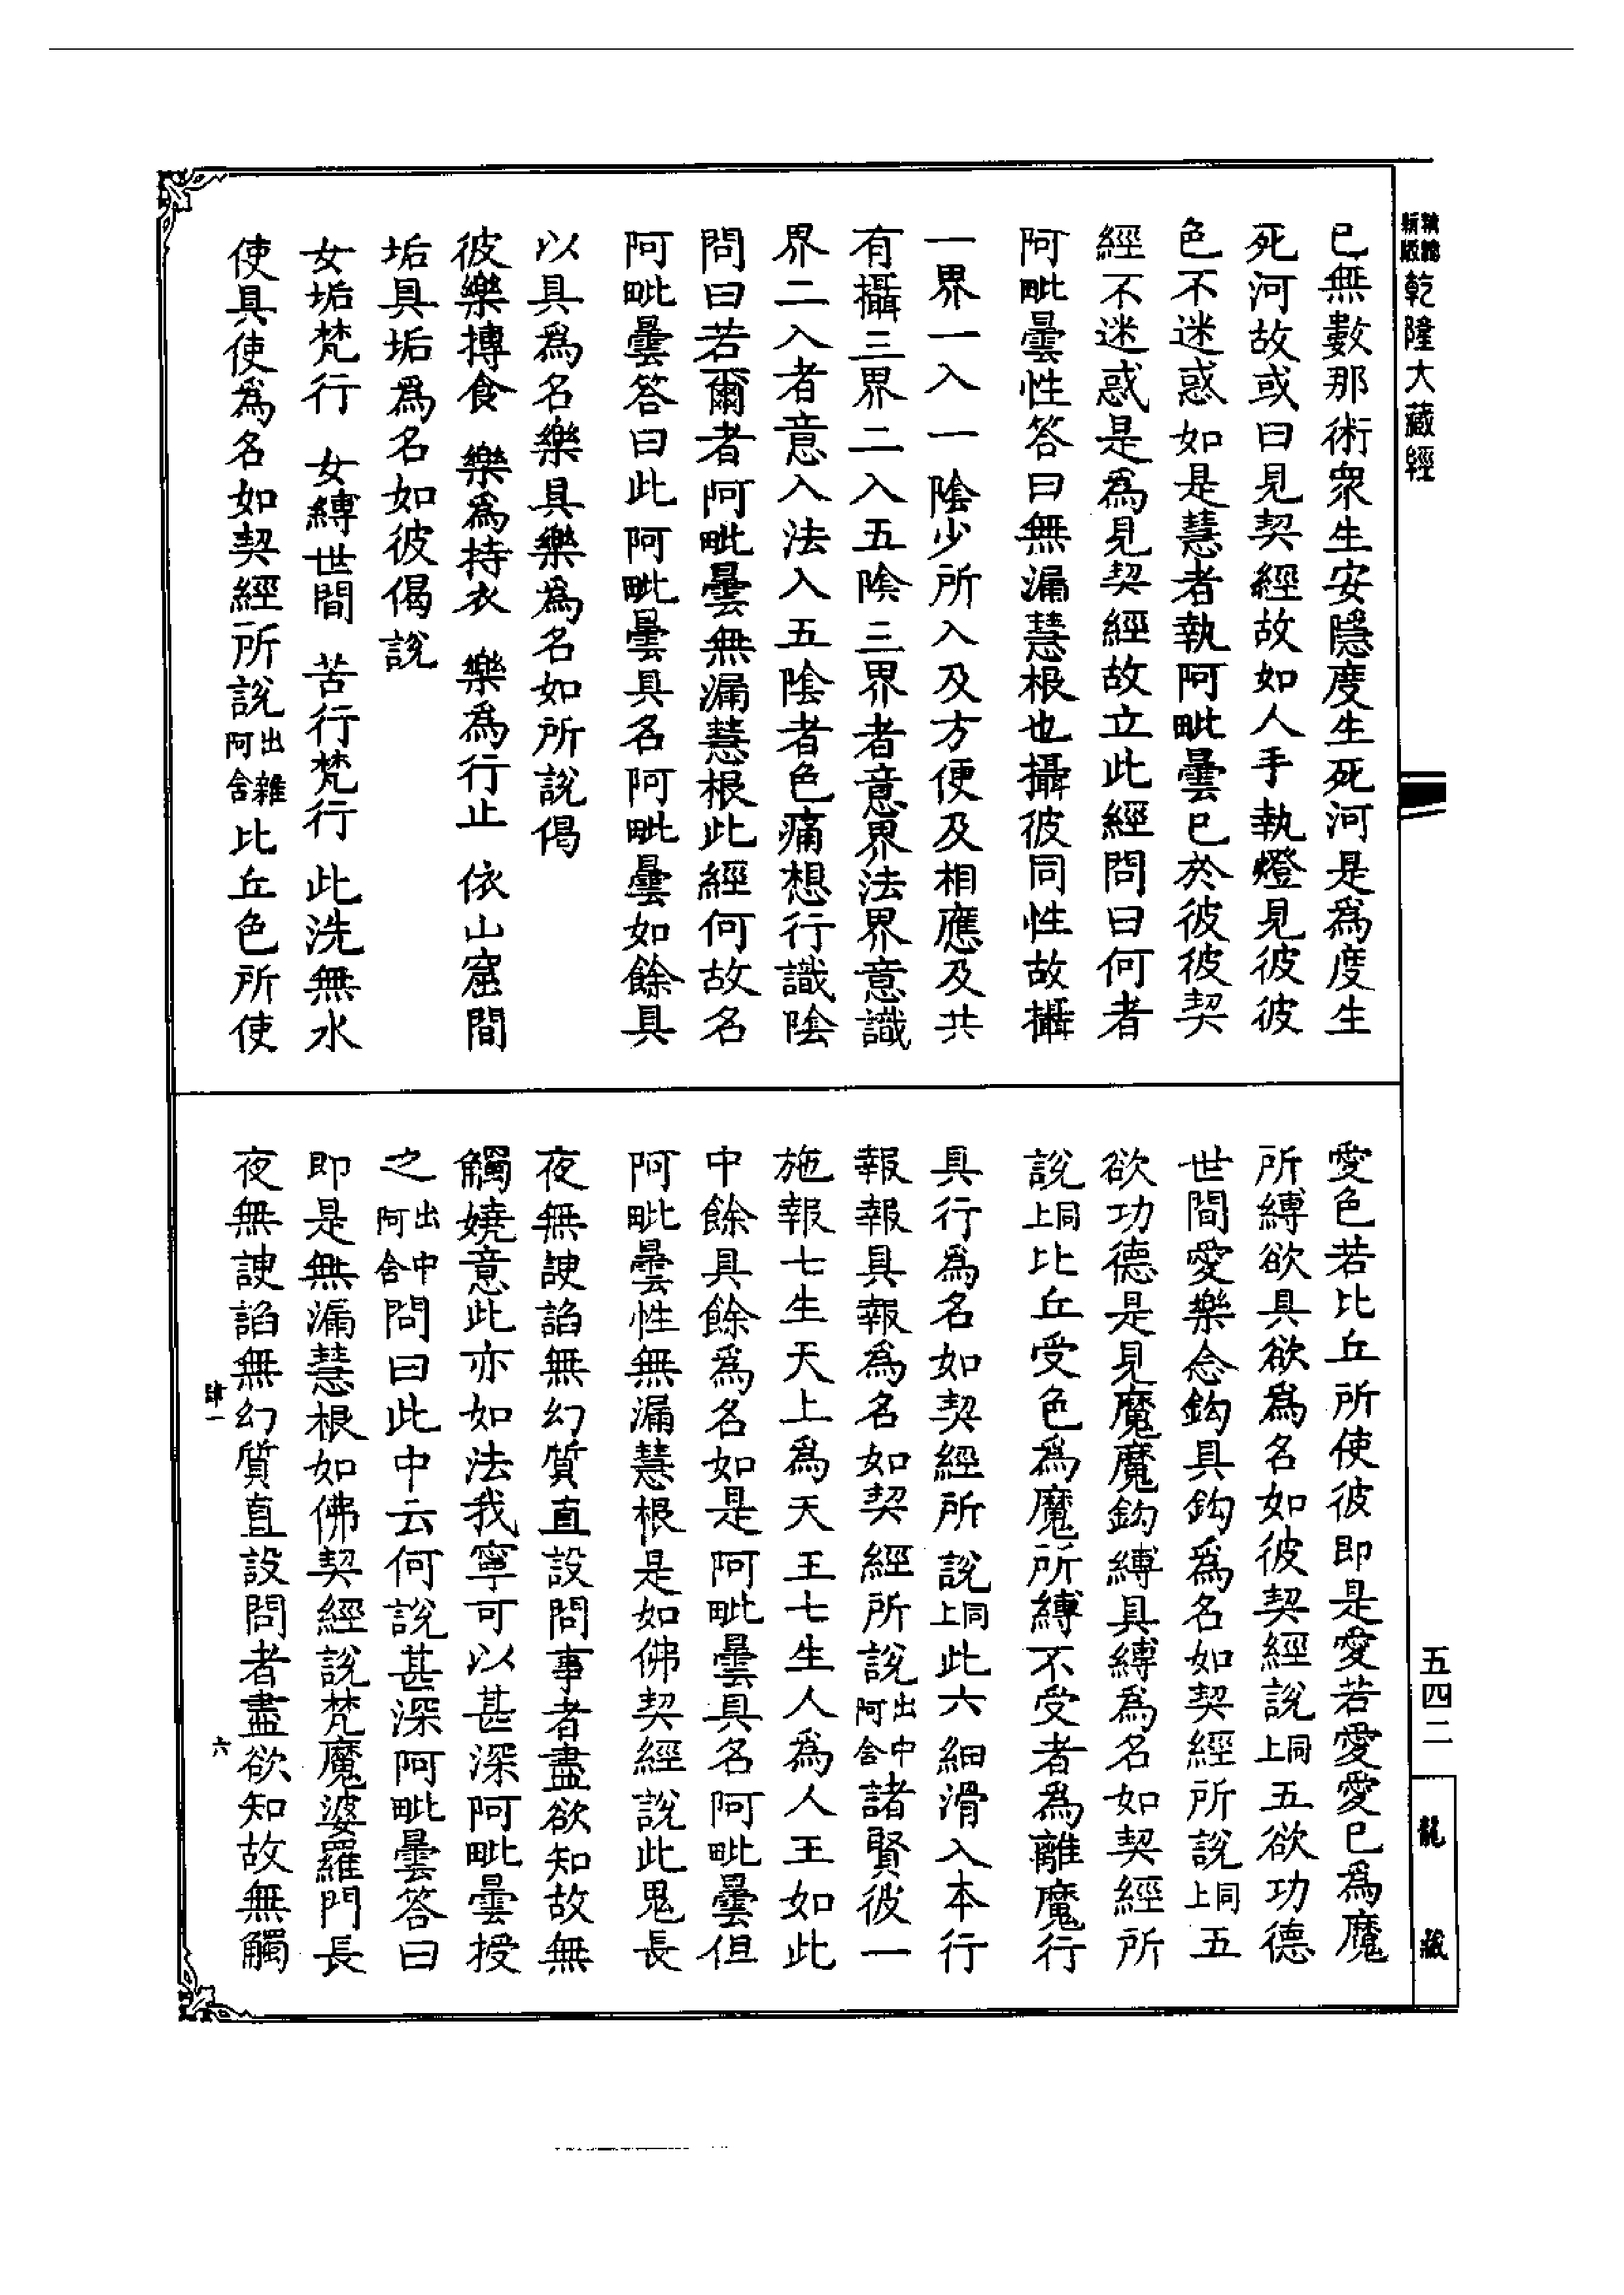 新版
精縮
乾隆大藏經
已無數那術眾生安隱度生死河是為度生
死河故或曰見契經故如人手執燈見彼彼
色不迷惑如是慧者執阿毗曇已於彼彼契
經不迷惑是為見契經故立此經問曰何者
阿毗曇性答曰無漏慧根也攝彼同性故攝
一界一入一陰少所入及方便及相應及共
有攝三界二入五陰三界者意界法界意識
界二入者意入法入五陰者色痛想行識陰
問曰若爾者阿毗曇無漏慧根此經何故名
阿毗曇答曰此阿毗曇具名阿毗曇如餘具
以具為名樂具樂為名如所說偈
彼樂摶食 樂為持衣 樂為行止 依山窟間
垢具垢為名如彼偈說
女垢梵行 女縛世間 苦行梵行 此洗無水
使具使為名如契經所說出雜阿含比丘色所使
愛色若比丘所使彼即是愛若愛愛已為魔
所縛欲具欲為名如彼契經說同上五欲功德
世間愛樂念鈎具鈎為名如契經所說同上五
欲功德是見魔魔鈎縛具縛為名如契經所
說同上比丘受色為魔所縛不受者為離魔行
具行為名如契經所說同上此六細滑入本行
報報具報為名如契經所說出中阿含諸賢彼一
施報七生天上為天王七生人為人王如此
中餘具餘為名如是阿毗曇具名阿毗曇但
阿毗曇性無漏慧根是如佛契經說此鬼長
夜無諛諂無幻質直設問事者盡欲知故無
觸嬈意此亦如法我寧可以甚深阿毗曇授
之出中阿含問曰此中云何說甚深阿毗曇答曰
即是無漏慧根如佛契經說梵魔婆羅門長
夜無諛諂無幻質直設問者盡欲知故無觸
肆一
六
五四二
龍藏